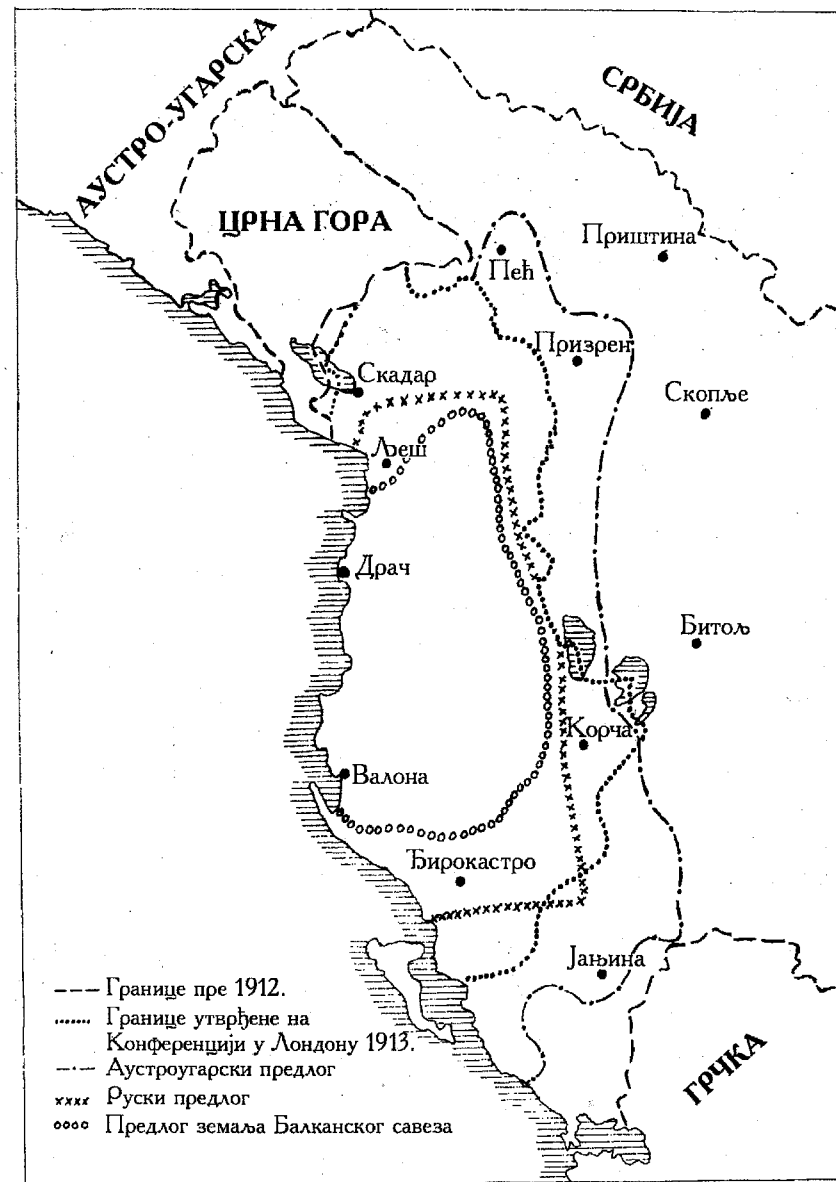 АУСТРО-УГАРСКА
СРБИЈА
ЦРНА ГОРА
Приштина
Пећ
Призрен
Скадар
Скопље
Љеш
Драч
Битољ
Корча
Валона
Ђирокастро
Јањина
ГРЧКА
Границе пре 1912.
Границе утврђене на
Конференцији у Лондону 1913.
Аустроугарски предлог
Руски предлог
Предлог земаља Балканског савеза